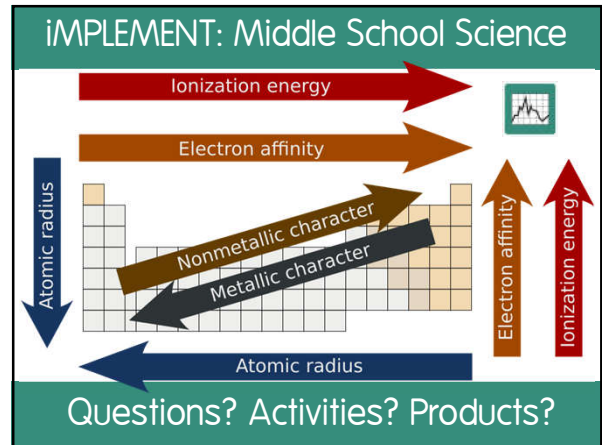 iMPLEMENT: Middle School Science
Ionization energy
Electron affinity
Atomic radius
Nonmetallic character
Metallic character
Electron affinity
Ionization energy
Atomic radius
Questions? Activities? Products?